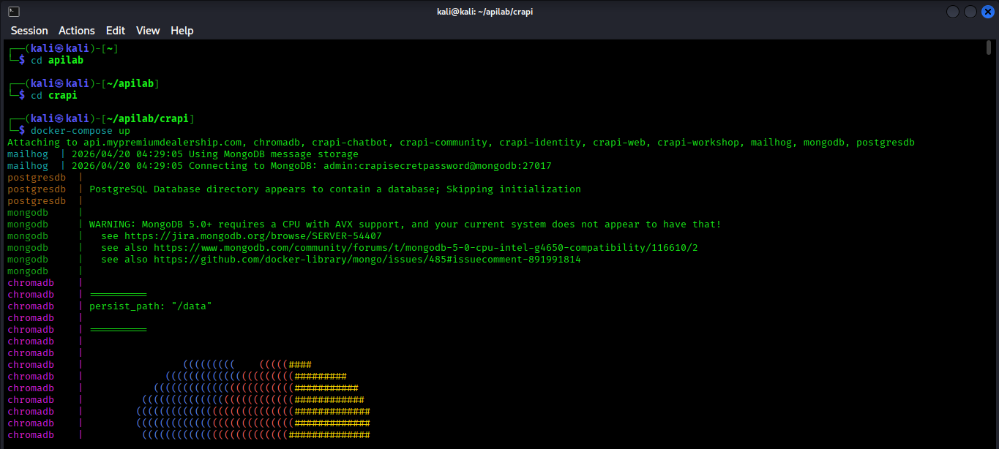 kali@kali: ~/apilab/crapi
Session Actions Edit View Help
┌──(kali㉿kali)-[~]
└─$ cd apilab
┌──(kali㉿kali)-[~/apilab]
└─$ cd crapi
┌──(kali㉿kali)-[~/apilab/crapi]
└─$ docker-compose up
Attaching to api.mypremiumdealership.com, chromadb, crapi-chatbot, crapi-community, crapi-identity, crapi-web, crapi-workshop, mailhog, mongodb, postgresdb
mailhog | 2026/04/20 04:29:05 Using MongoDB message storage
mailhog | 2026/04/20 04:29:05 Connecting to MongoDB: admin:crapisecretpassword@mongodb:27017
postgresdb |
postgresdb | PostgreSQL Database directory appears to contain a database; Skipping initialization
postgresdb |
mongodb |
mongodb | WARNING: MongoDB 5.0+ requires a CPU with AVX support, and your current system does not appear to have that!
mongodb | see https://jira.mongodb.org/browse/SERVER-54407
mongodb | see also https://www.mongodb.com/community/forums/t/mongodb-5-0-cpu-intel-g4650-compatibility/116610/2
mongodb | see also https://github.com/docker-library/mongo/issues/485#issuecomment-891991814
mongodb |
chromadb |
chromadb | ==========
chromadb | persist_path: "/data"
chromadb |
chromadb | ==========
chromadb |
chromadb |
chromadb | ((((((((( (((((####
chromadb | ((((((((((((((((((((((#########
chromadb | ((((((((((((((((((((((((###########
chromadb | ((((((((((((((((((((((((((############
chromadb | (((((((((((((((((((((((((((#############
chromadb | (((((((((((((((((((((((((((#############
chromadb | (((((((((((((((((((((((((##############